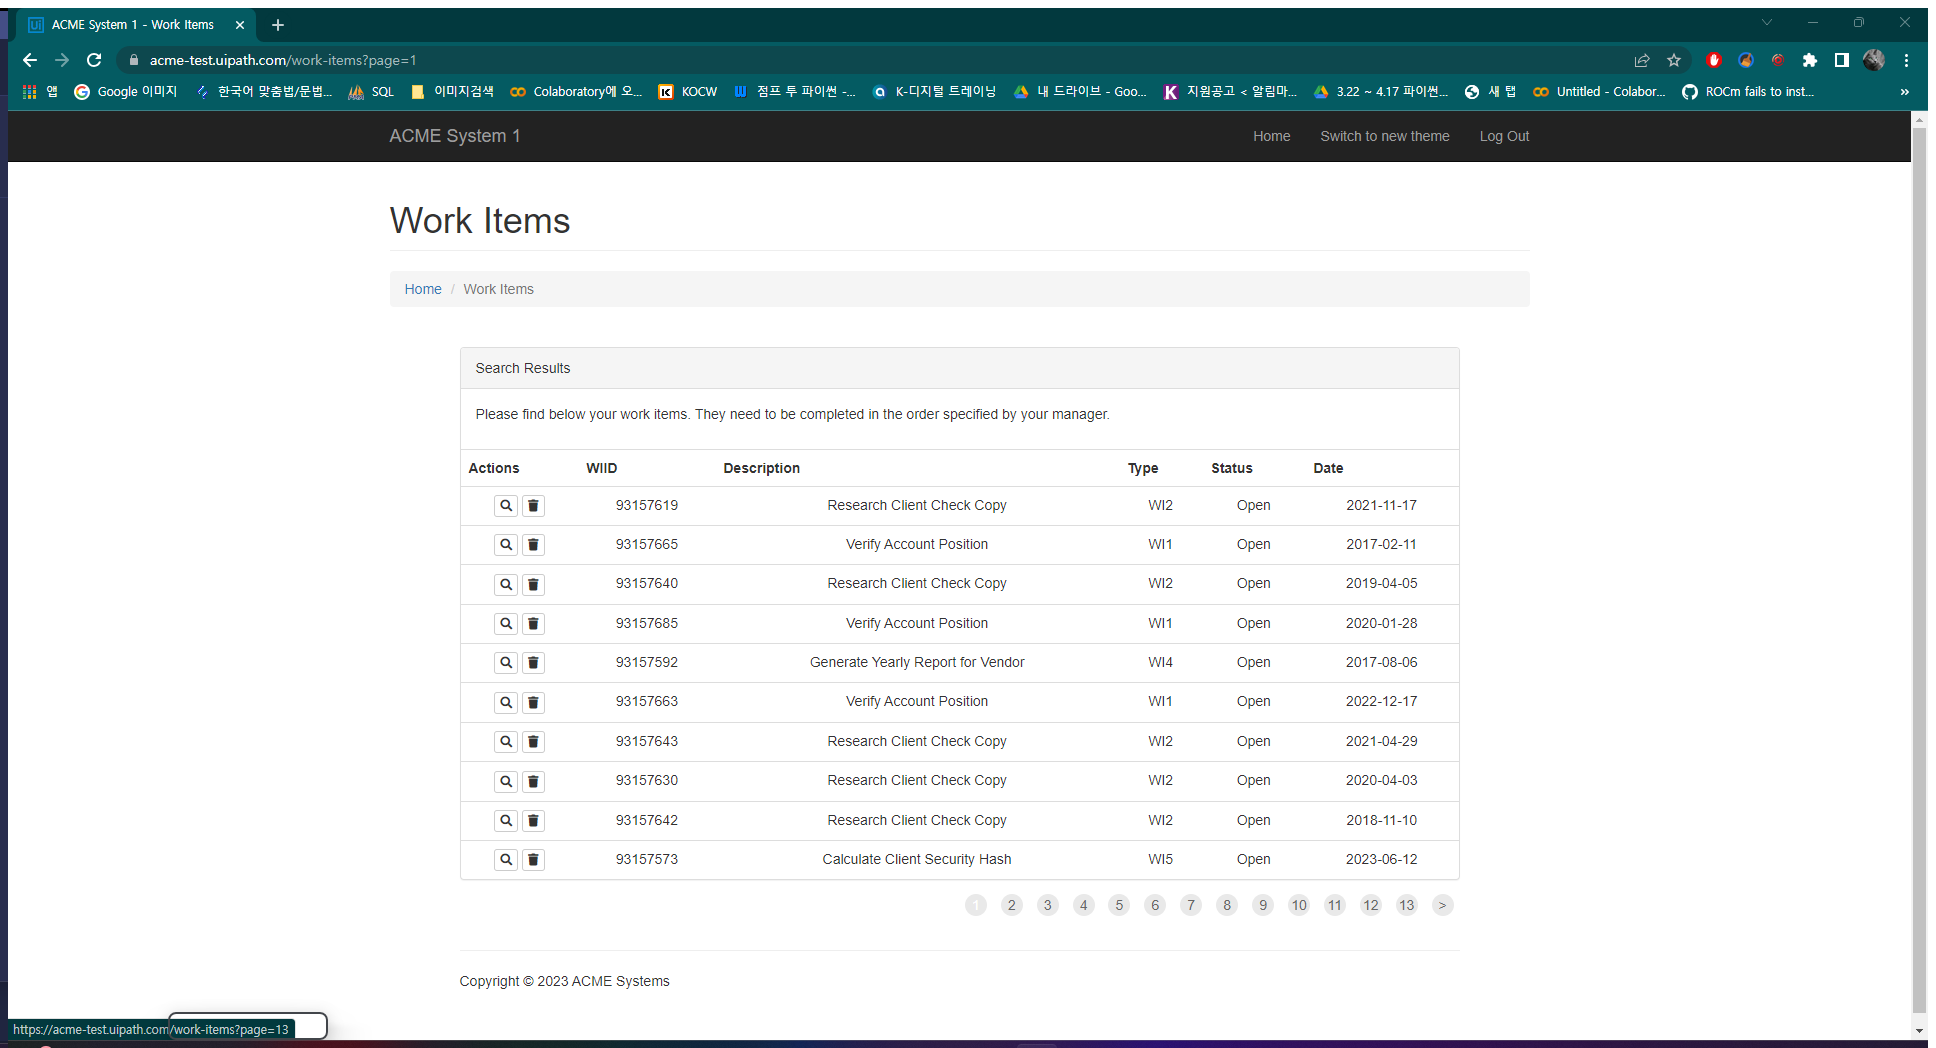 ACME System 1 - Work Items
acme-test.uipath.com/work-items?page=1
앱 Google 이미지 한국어 맞춤법/문법... SQL 이미지검색 Colaboratory에 오... KOCW 점프 투 파이썬 -... K-디지털 트레이닝 내 드라이브 - Goo... 지원공고 < 알림마... 3.22 ~ 4.17 파이썬... 새 탭 Untitled - Colabor... ROCm fails to inst... »
ACME System 1 Home Switch to new theme Log Out
Work Items
Home / Work Items
Search Results
Please find below your work items. They need to be completed in the order specified by your manager.
Actions WIID Description Type Status Date
93157619 Research Client Check Copy WI2 Open 2021-11-17
93157665 Verify Account Position WI1 Open 2017-02-11
93157640 Research Client Check Copy WI2 Open 2019-04-05
93157685 Verify Account Position WI1 Open 2020-01-28
93157592 Generate Yearly Report for Vendor WI4 Open 2017-08-06
93157663 Verify Account Position WI1 Open 2022-12-17
93157643 Research Client Check Copy WI2 Open 2021-04-29
93157630 Research Client Check Copy WI2 Open 2020-04-03
93157642 Research Client Check Copy WI2 Open 2018-11-10
93157573 Calculate Client Security Hash WI5 Open 2023-06-12
1 2 3 4 5 6 7 8 9 10 11 12 13 >
Copyright © 2023 ACME Systems
https://acme-test.uipath.com/work-items?page=13